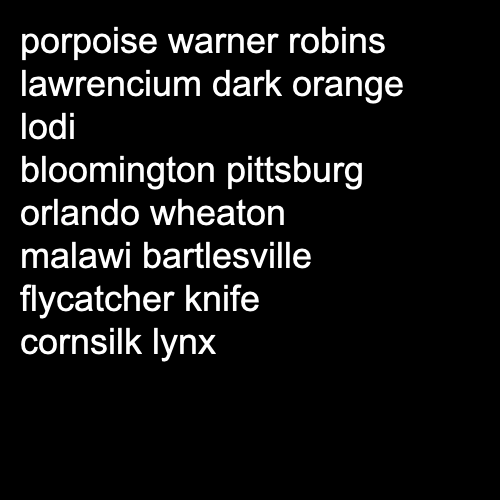 porpoise warner robins
lawrencium dark orange
lodi
bloomington pittsburg
orlando wheaton
malawi bartlesville
flycatcher knife
cornsilk lynx